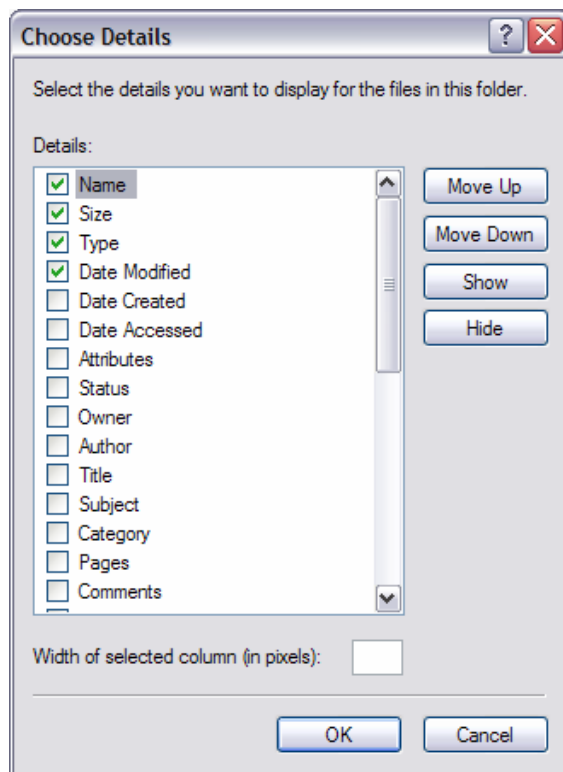 Choose Details
Select the details you want to display for the files in this folder.
Details:
Name
Size
Type
Date Modified
Date Created
Date Accessed
Attributes
Status
Owner
Author
Title
Subject
Category
Pages
Comments
Move Up
Move Down
Show
Hide
Width of selected column (in pixels):
OK
Cancel